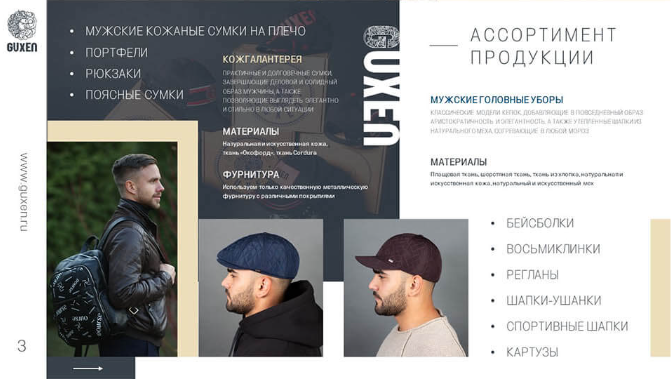 GUXEN
www.guxen.ru
3
• МУЖСКИЕ КОЖАНЫЕ СУМКИ НА ПЛЕЧО
• ПОРТФЕЛИ
• РЮКЗАКИ
• ПОЯСНЫЕ СУМКИ
КОЖГАЛАНТЕРЕЯ
ПРАКТИЧНЫЕ И ДОЛГОВЕЧНЫЕ СУМКИ,
ЗАВЕРШАЮЩИЕ ДЕЛОВОЙ И СОЛИДНЫЙ
ОБРАЗ МУЖЧИНЫ, А ТАКЖЕ
ПОЗВОЛЯЮЩИЕ ВЫГЛЯДЕТЬ ЭЛЕГАНТНО
И СТИЛЬНО В ЛЮБОЙ СИТУАЦИИ
МАТЕРИАЛЫ
Натуральная и искусственная кожа,
ткань «Оксфорд», ткань Cordura
ФУРНИТУРА
Используем только качественную металлическую
фурнитуру с различными покрытиями
GUXEN
АССОРТИМЕНТ
ПРОДУКЦИИ
МУЖСКИЕ ГОЛОВНЫЕ УБОРЫ
КЛАССИЧЕСКИЕ МОДЕЛИ КЕПОК, ДОБАВЛЯЮЩИЕ В ПОВСЕДНЕВНЫЙ ОБРАЗ
АРИСТОКРАТИЧНОСТЬ И ЭЛЕГАНТНОСТЬ, А ТАКЖЕ УТЕПЛЕННЫЕ ШАПКИ ИЗ
НАТУРАЛЬНОГО МЕХА, СОГРЕВАЮЩИЕ В ЛЮБОЙ МОРОЗ
МАТЕРИАЛЫ
Плащевая ткань, шерстяная ткань, ткань из хлопка, натуральная и
искусственная кожа, натуральный и искусственный мех
• БЕЙСБОЛКИ
• ВОСЬМИКЛИНКИ
• РЕГЛАНЫ
• ШАПКИ-УШАНКИ
• СПОРТИВНЫЕ ШАПКИ
• КАРТУЗЫ